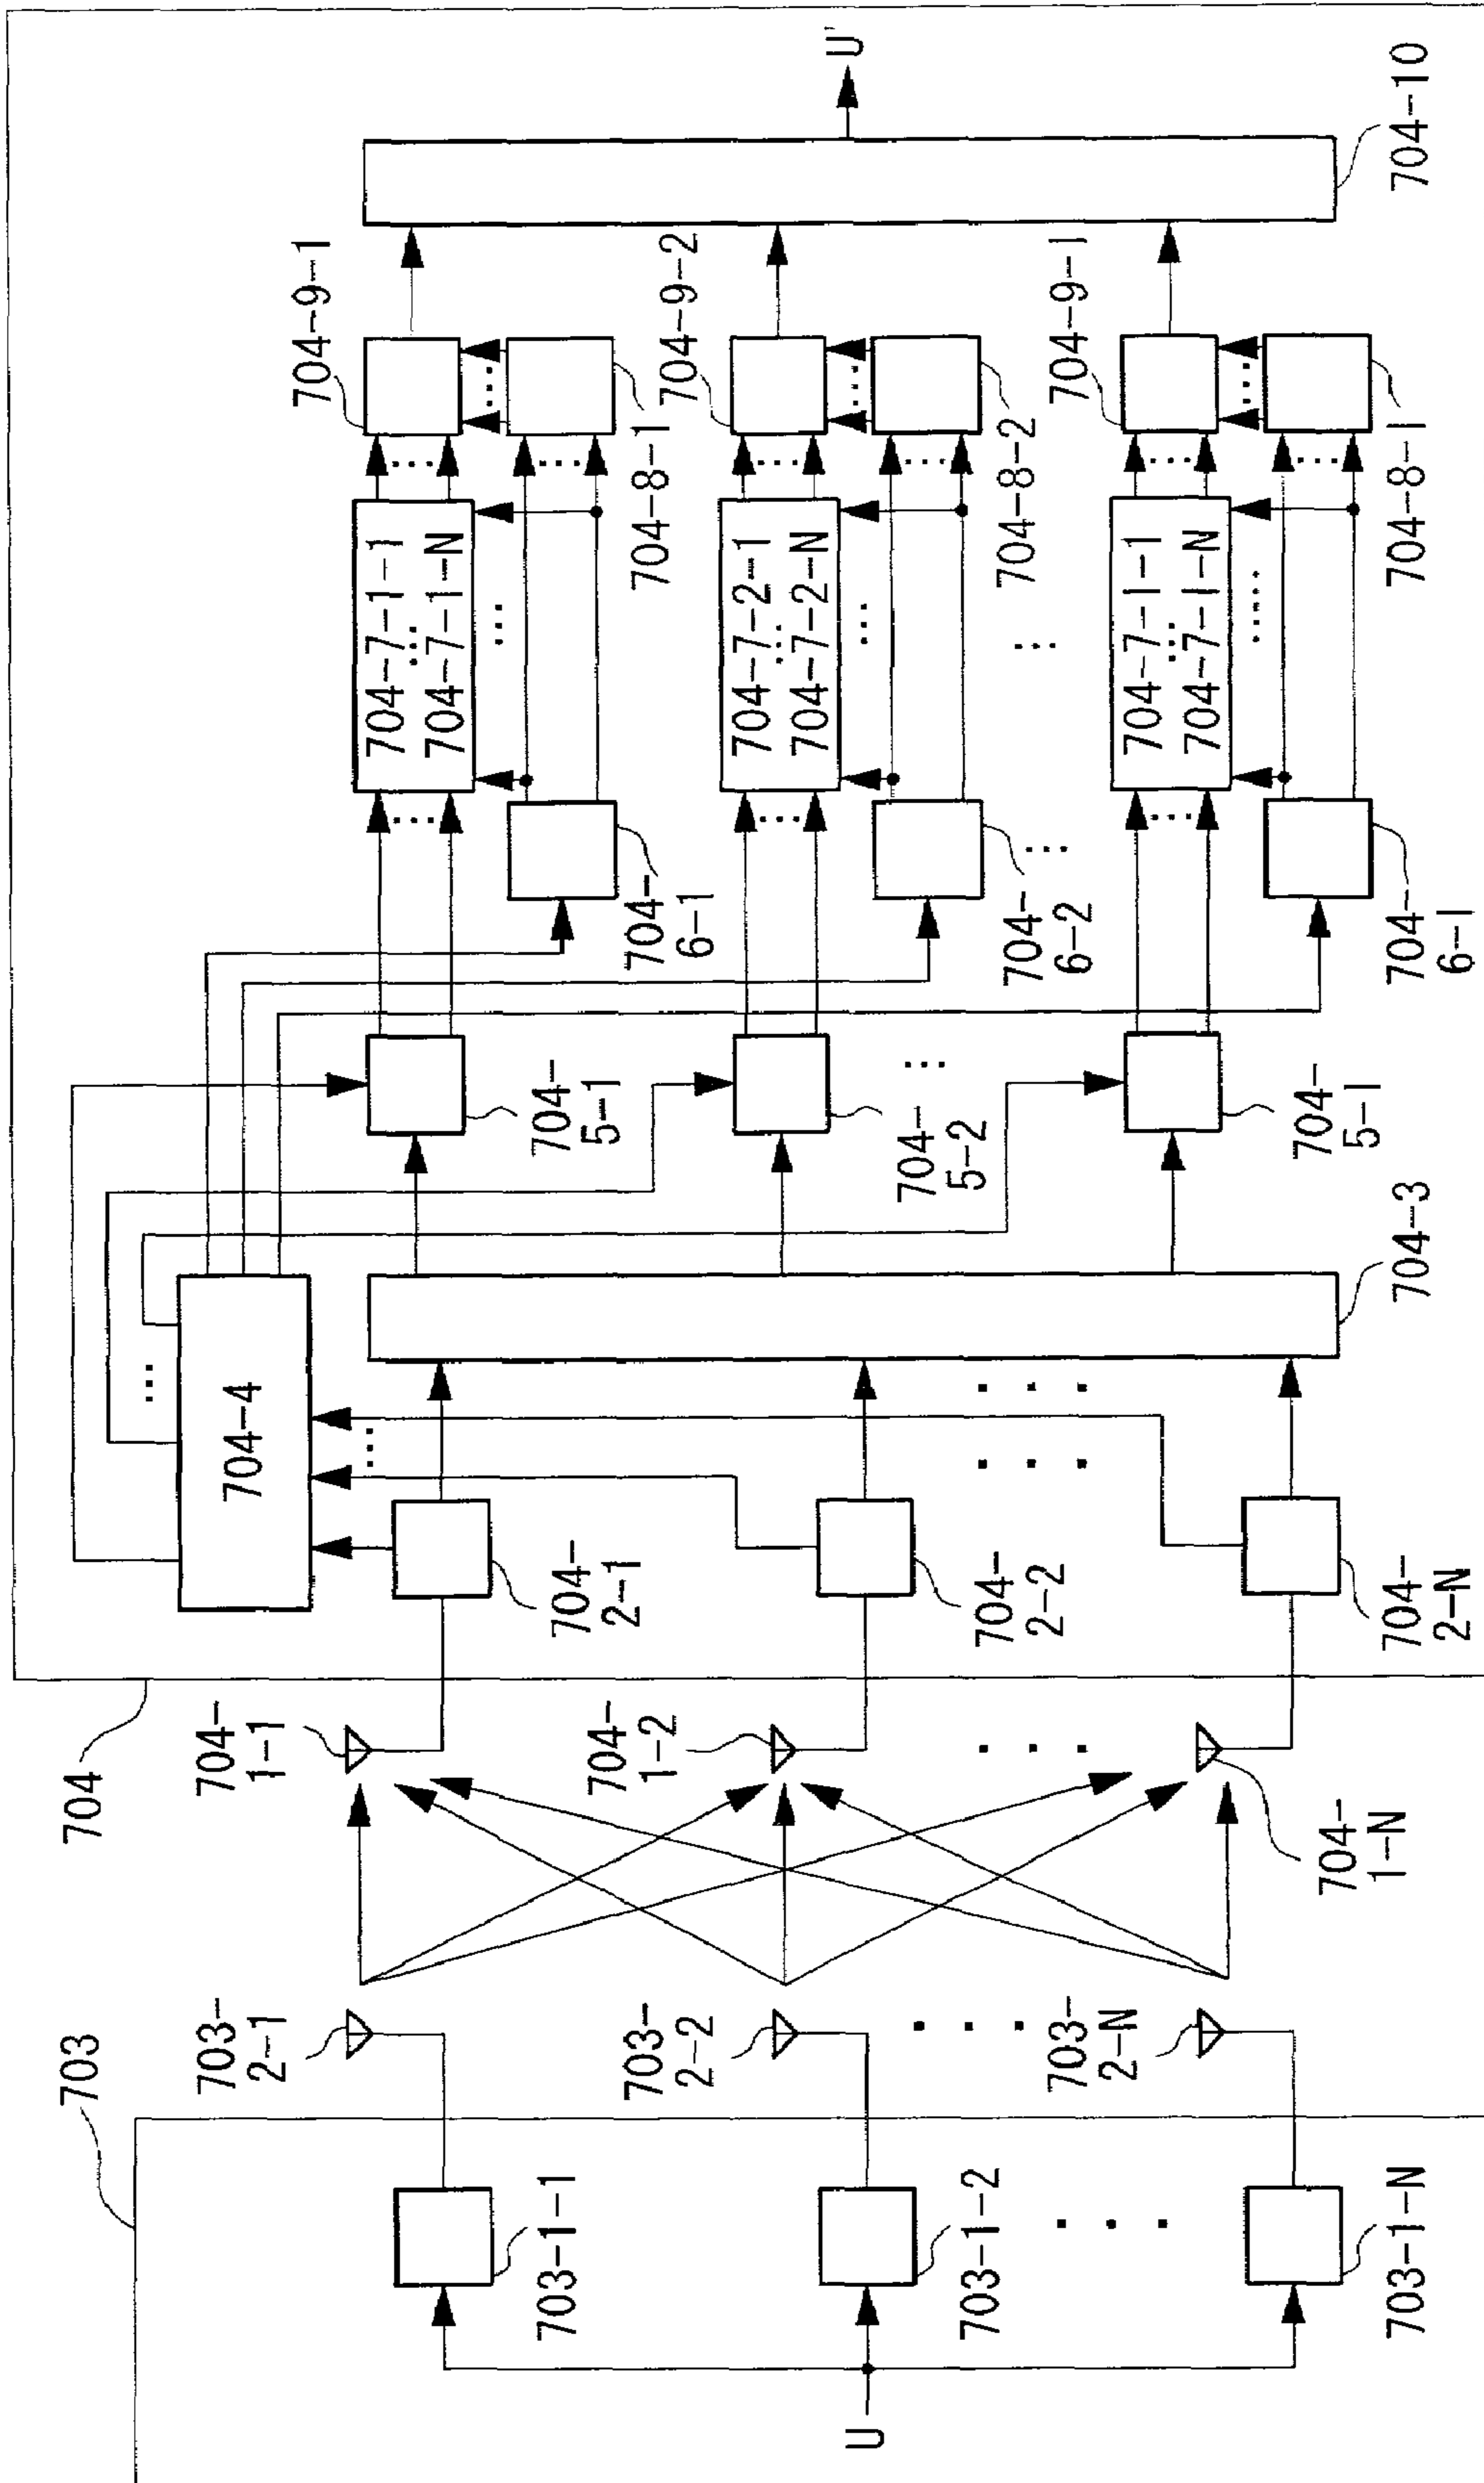 703
U
703-1-1
703-1-2
703-1-N
703-
2-1
703-
2-2
703-
2-N
704
704-
1-1
704-
1-2
704-
1-N
704-4
704-
2-1
704-
2-2
704-
2-N
704-3
704-
5-1
704-
5-2
704-
5-I
704-
6-1
704-
6-2
704-
6-I
704-7-1-1
704-7-1-N
704-7-2-1
704-7-2-N
704-7-I-1
704-7-I-N
704-8-1
704-8-2
704-8-I
704-9-1
704-9-2
704-9-I
704-10
U'